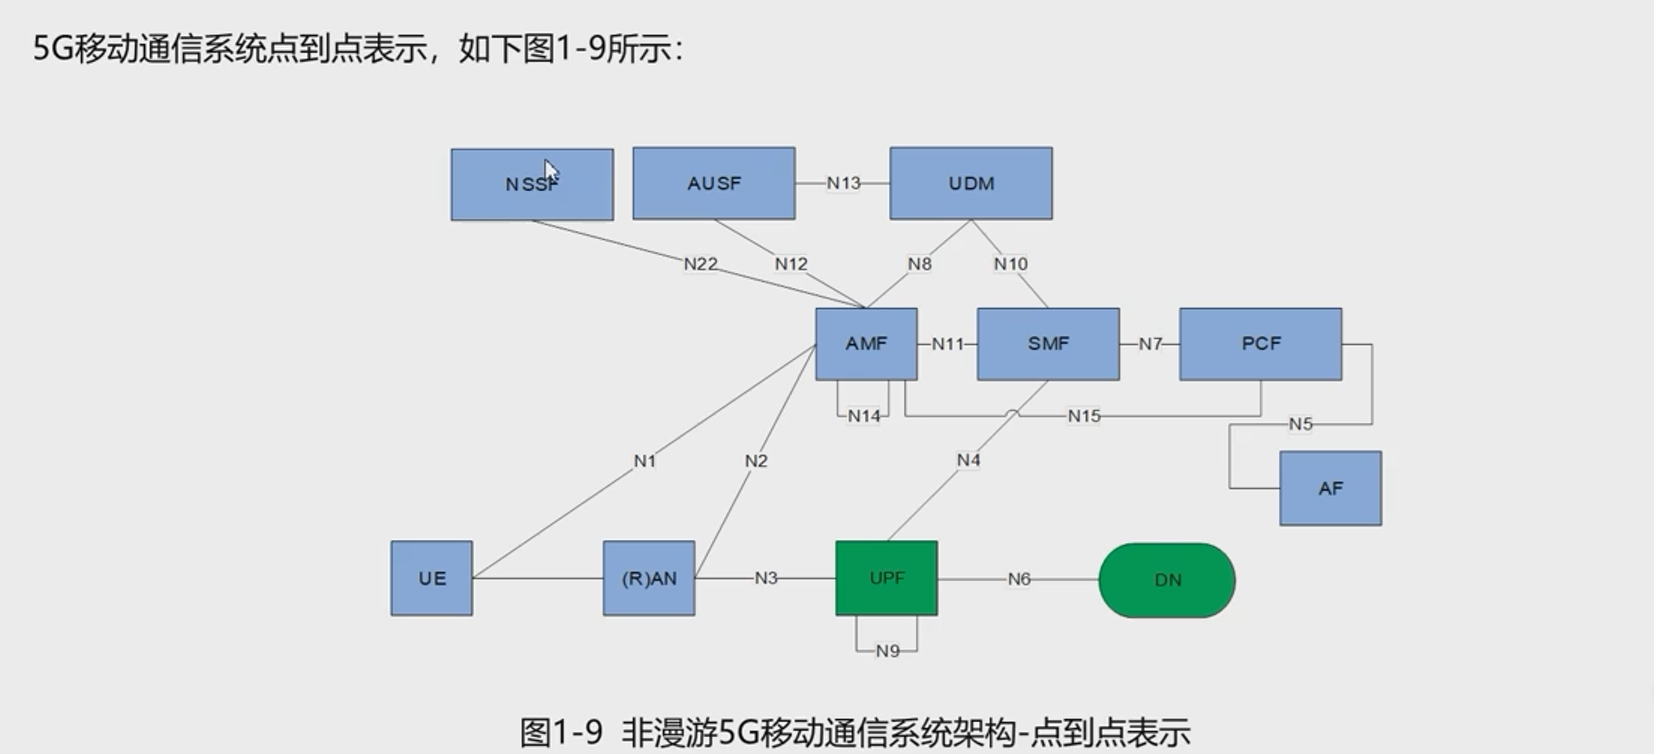 5G移动通信系统点到点表示，如下图1-9所示：
NSSF
AUSF
N13
UDM
N22
N12
N8
N10
AMF
N11
SMF
N7
PCF
N14
N15
N5
N1
N2
N4
AF
UE
(R)AN
N3
UPF
N6
DN
N9
图1-9 非漫游5G移动通信系统架构-点到点表示